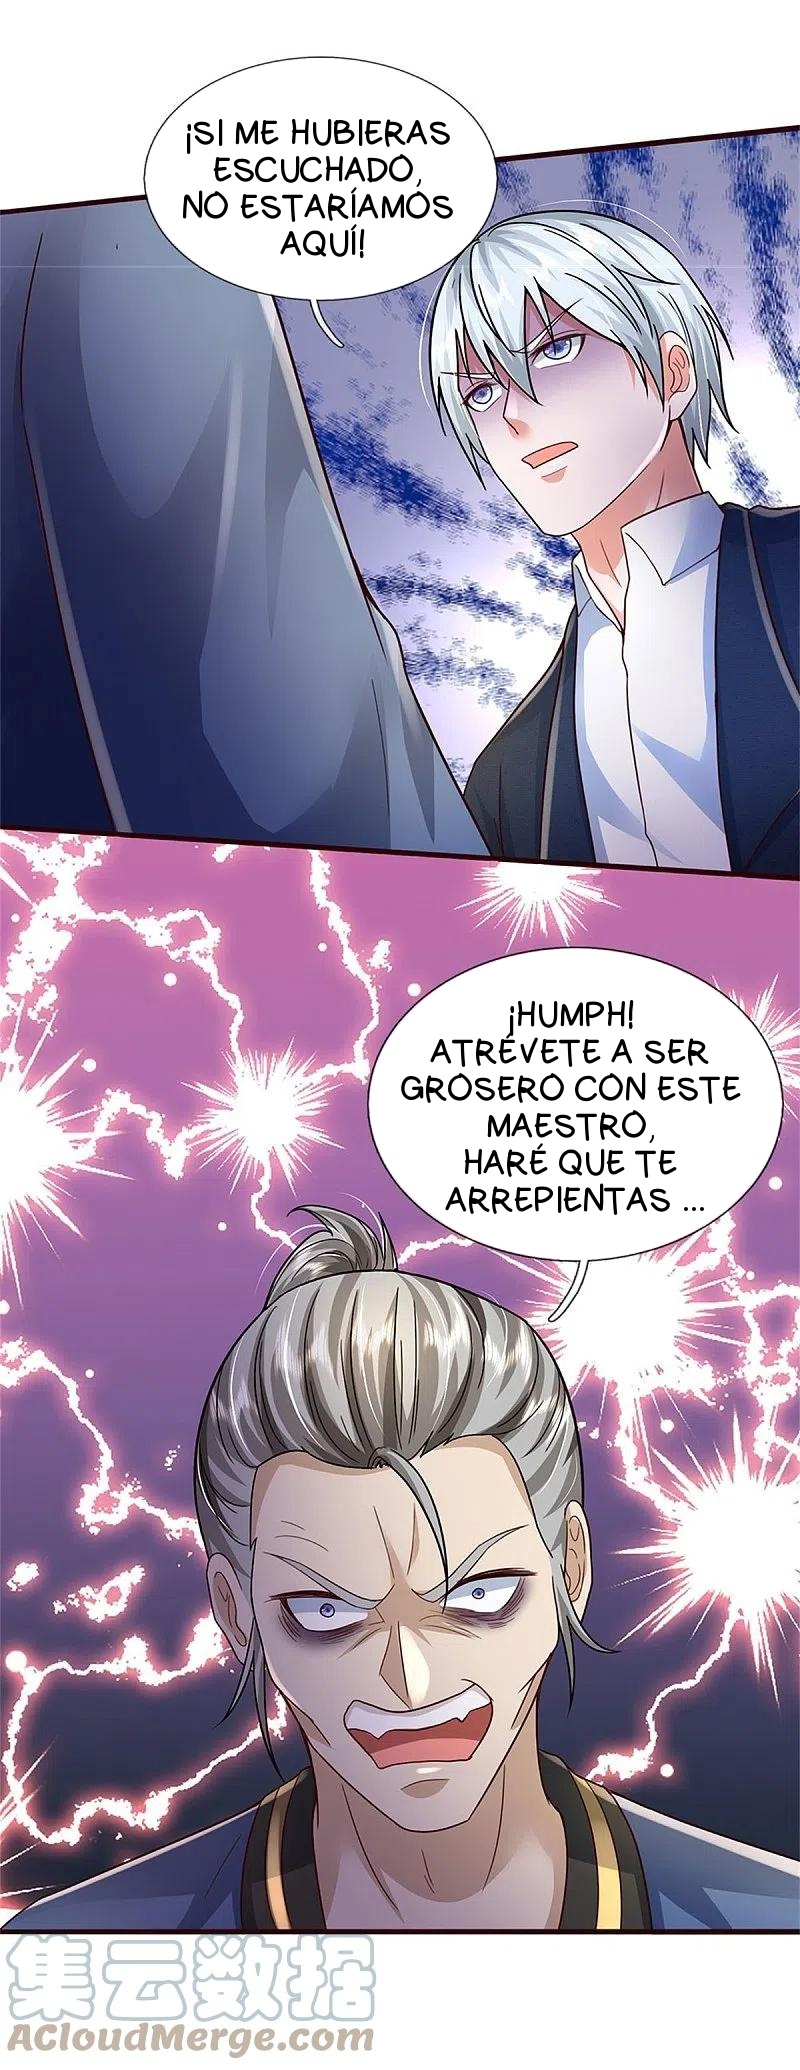 ¡SI ME HUBIERAS
ESCUCHADO,
NO ESTARÍAMOS
AQUÍ!
¡HUMPH!
ATRÉVETE A SER
GROSERO CON ESTE
MAESTRO,
HARÉ QUE TE
ARREPIENTAS ...
集云数据
ACloudMerge.com